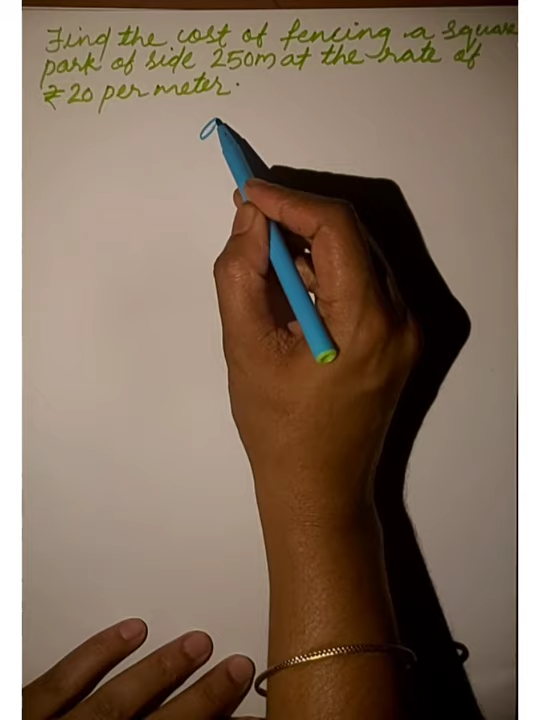 Find the cost of fencing a square
park of side 250m at the rate of
₹20 per meter.